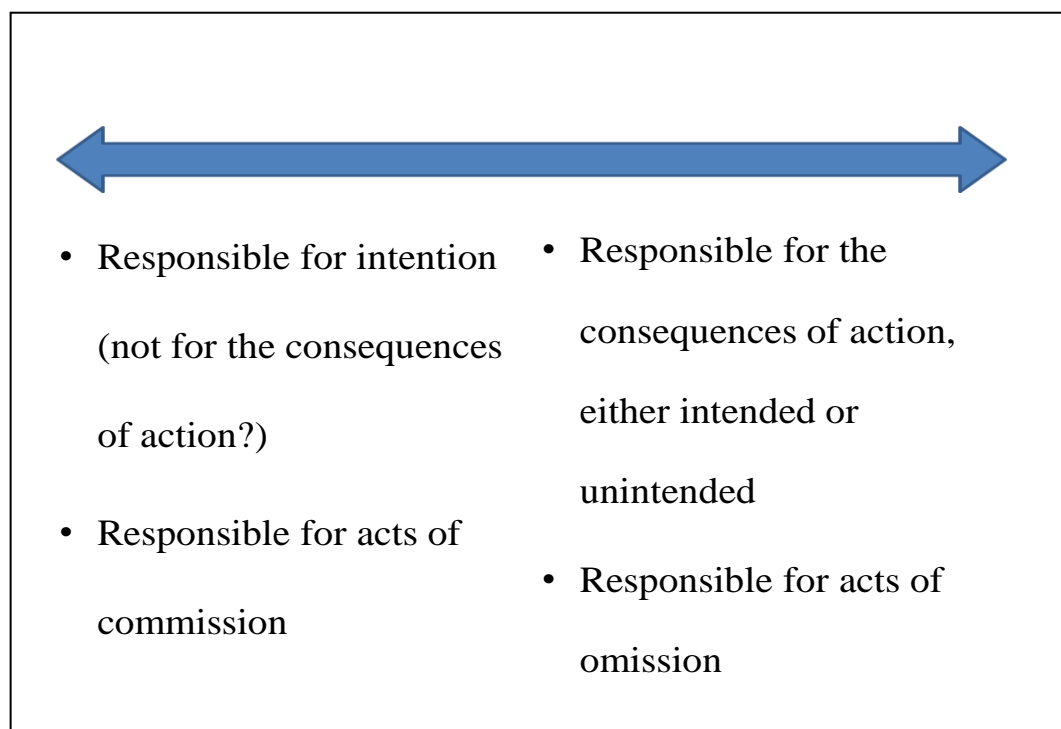 • Responsible for intention
(not for the consequences
of action?)
• Responsible for acts of
commission
• Responsible for the
consequences of action,
either intended or
unintended
• Responsible for acts of
omission